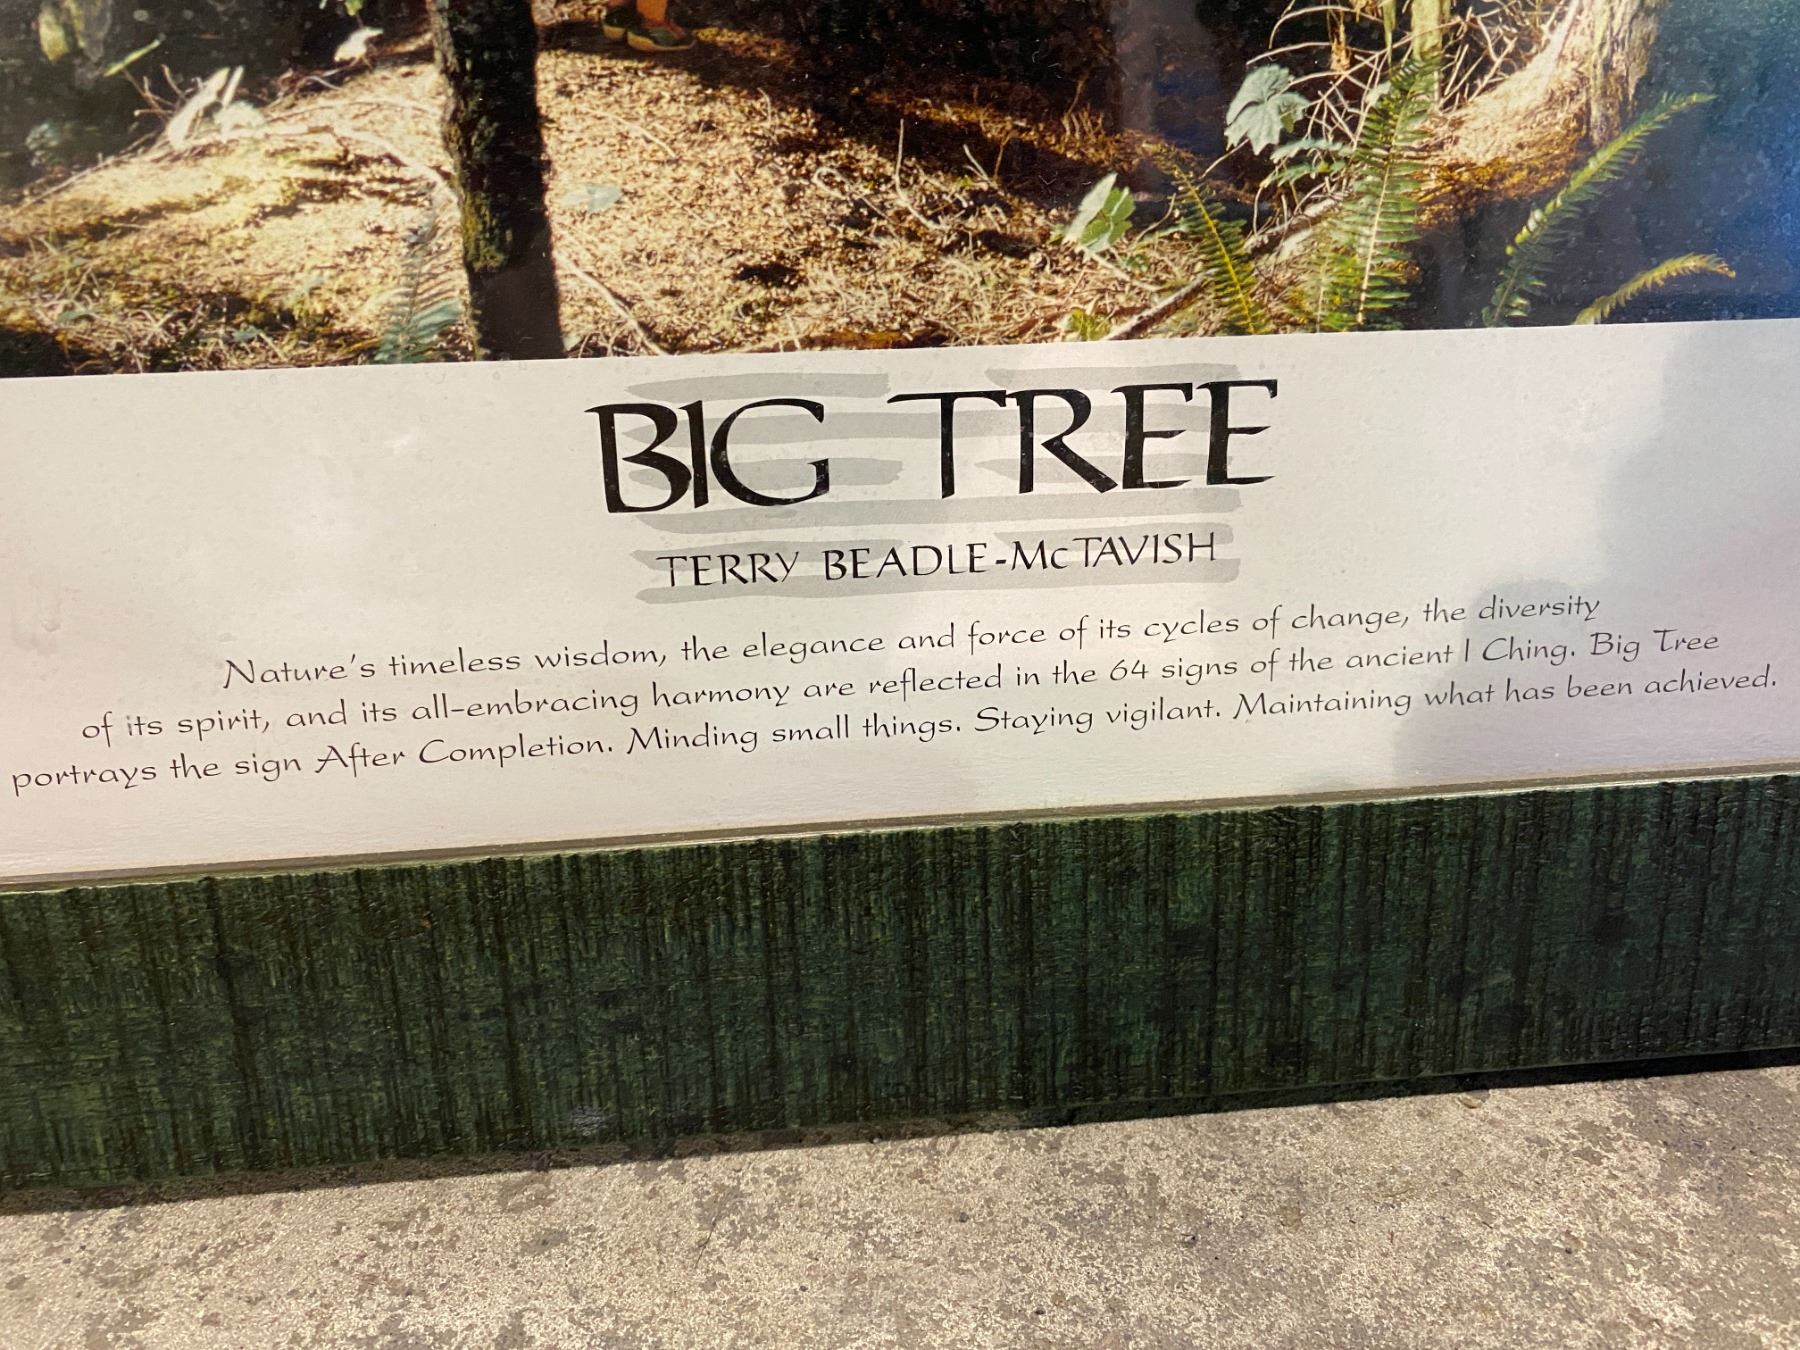 BIG TREE
TERRY BEADLE-McTAVISH
Nature's timeless wisdom, the elegance and force of its cycles of change, the diversity
of its spirit, and its all-embracing harmony are reflected in the 64 signs of the ancient I Ching. Big Tree
portrays the sign After Completion. Minding small things. Staying vigilant. Maintaining what has been achieved.